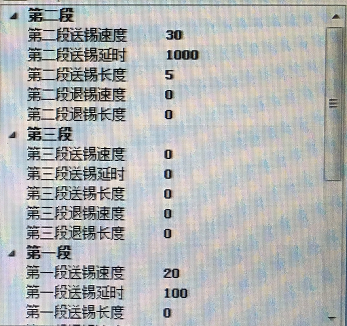 第二段
第二段送锡速度 30
第二段送锡延时 1000
第二段送锡长度 5
第二段退锡速度 0
第二段退锡长度 0
第三段
第三段送锡速度 0
第三段送锡延时 0
第三段送锡长度 0
第三段退锡速度 0
第三段退锡长度 0
第一段
第一段送锡速度 20
第一段送锡延时 100
第一段送锡长度 0